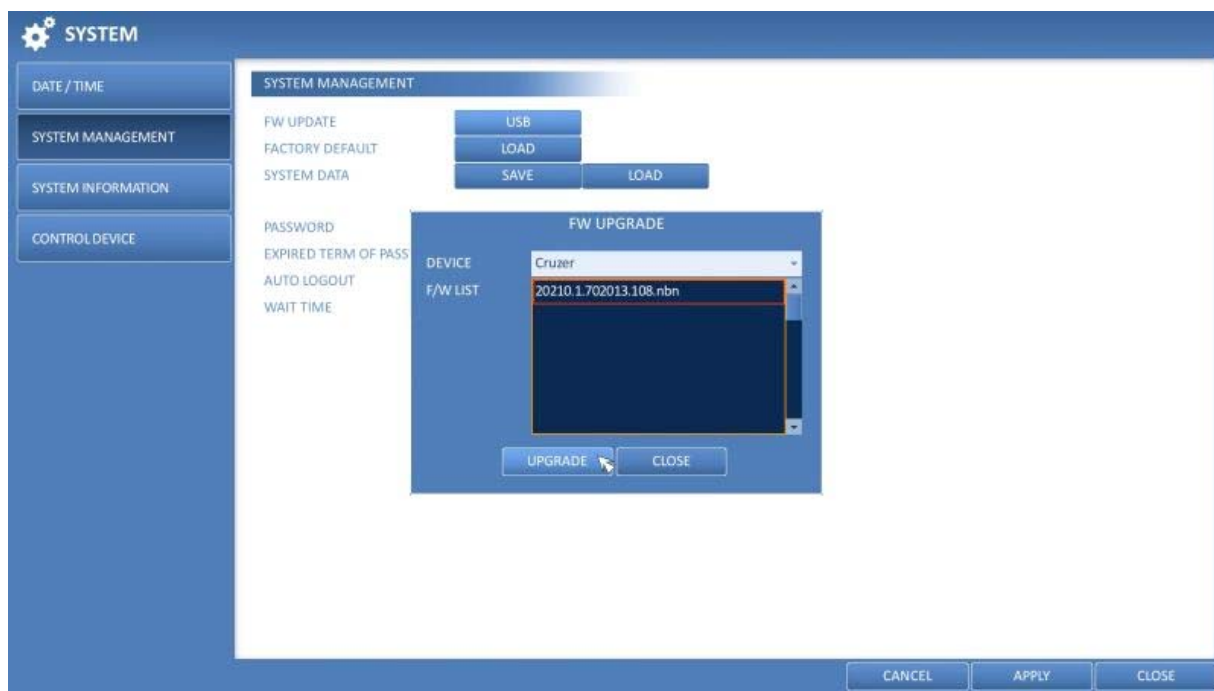 SYSTEM
DATE / TIME
SYSTEM MANAGEMENT
SYSTEM INFORMATION
CONTROL DEVICE
SYSTEM MANAGEMENT
FW UPDATE USB
FACTORY DEFAULT LOAD
SYSTEM DATA SAVE LOAD
PASSWORD
EXPIRED TERM OF PASS
AUTO LOGOUT
WAIT TIME
FW UPGRADE
DEVICE Cruzer
F/W LIST 20210.1.702013.108.nbn
UPGRADE CLOSE
CANCEL APPLY CLOSE